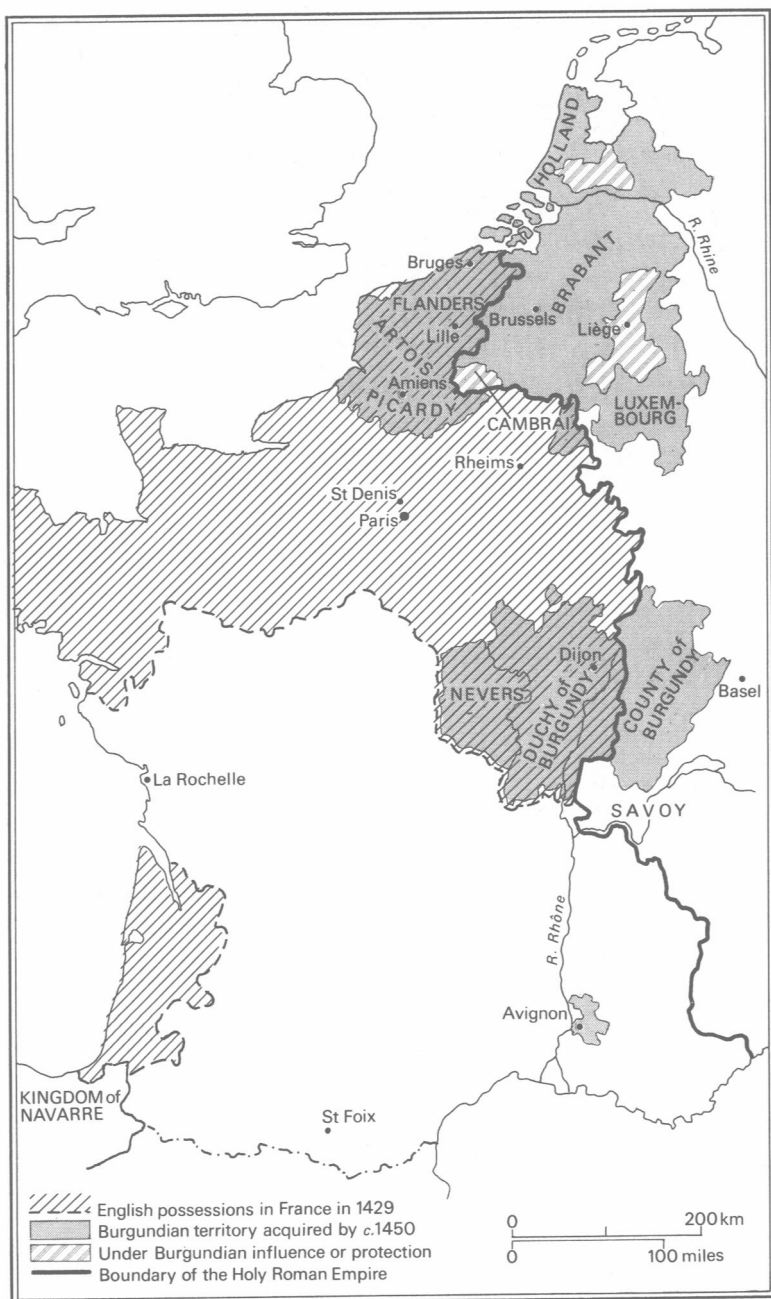 HOLLAND
R. Rhine
BRABANT
Bruges
FLANDERS
Brussels
ARTOIS
Lille
Liège
Amiens
PICARDY
LUXEM-
BOURG
CAMBRAI
Rheims
St Denis
Paris
Dijon
NEVERS
DUCHY of
BURGUNDY
COUNTY of
BURGUNDY
Basel
La Rochelle
SAVOY
R. Rhône
Avignon
KINGDOM of
NAVARRE
St Foix
English possessions in France in 1429
Burgundian territory acquired by c.1450
Under Burgundian influence or protection
Boundary of the Holy Roman Empire
0 200 km
0 100 miles